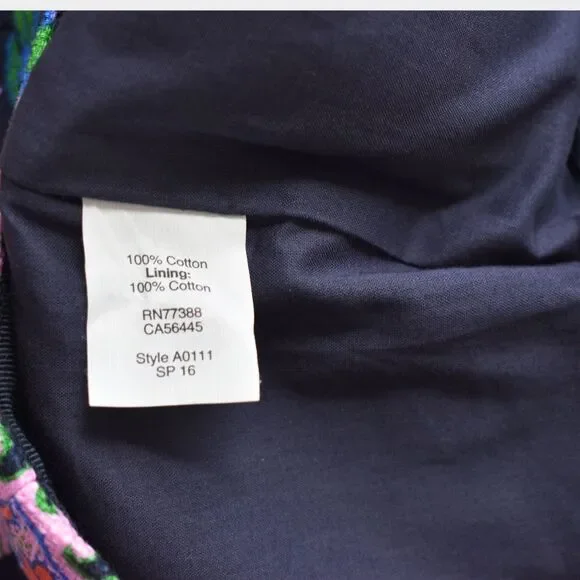 100% Cotton
Lining:
100% Cotton
RN77388
CA56445
Style A0111
SP 16